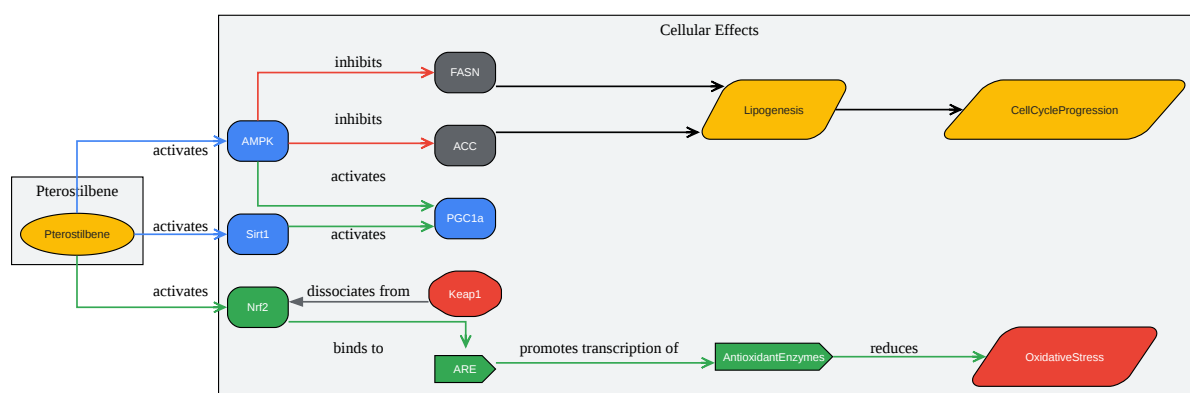 Cellular Effects
inhibits
FASN
Lipogenesis
CellCycleProgression
inhibits
AMPK
ACC
activates
activates
Pterostilbene
PGC1a
Pterostilbene
activates
Sirt1
activates
activates
Nrf2
dissociates from
Keap1
binds to
promotes transcription of
AntioxidantEnzymes
reduces
OxidativeStress
ARE